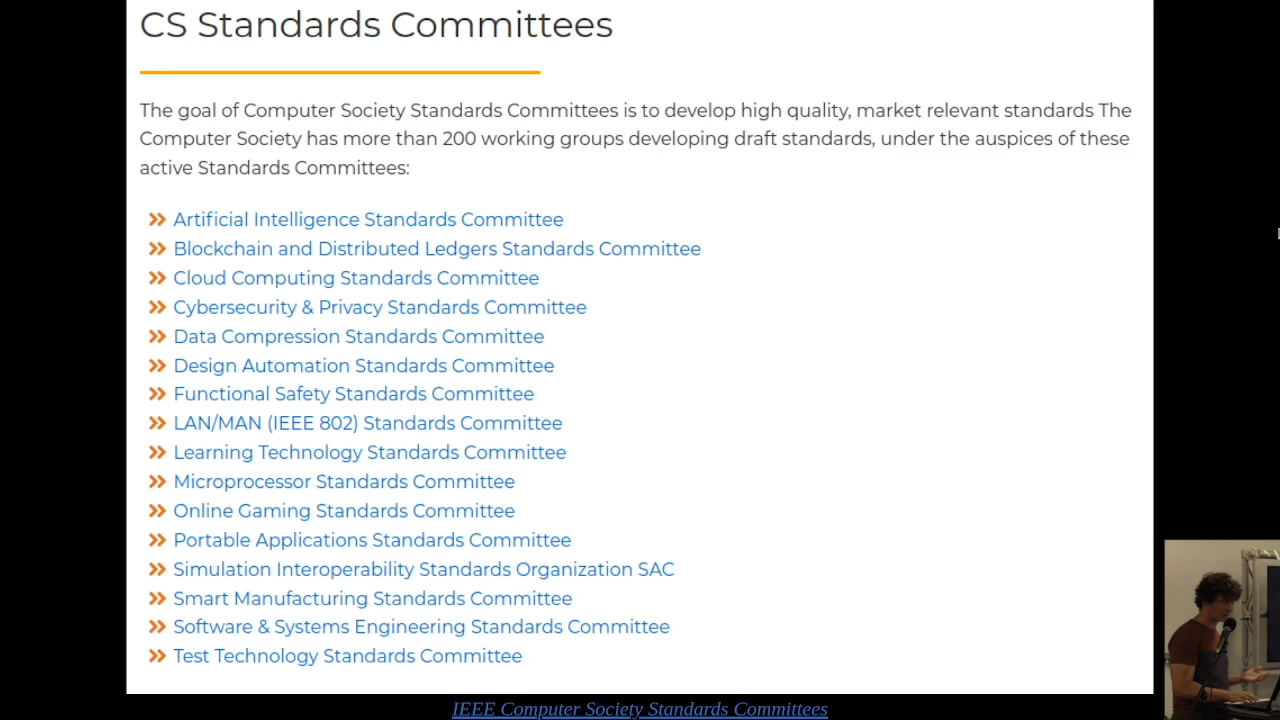 CS Standards Committees
The goal of Computer Society Standards Committees is to develop high quality, market relevant standards The
Computer Society has more than 200 working groups developing draft standards, under the auspices of these
active Standards Committees:
Artificial Intelligence Standards Committee
Blockchain and Distributed Ledgers Standards Committee
Cloud Computing Standards Committee
Cybersecurity & Privacy Standards Committee
Data Compression Standards Committee
Design Automation Standards Committee
Functional Safety Standards Committee
LAN/MAN (IEEE 802) Standards Committee
Learning Technology Standards Committee
Microprocessor Standards Committee
Online Gaming Standards Committee
Portable Applications Standards Committee
Simulation Interoperability Standards Organization SAC
Smart Manufacturing Standards Committee
Software & Systems Engineering Standards Committee
Test Technology Standards Committee
IEEE Computer Society Standards Committees